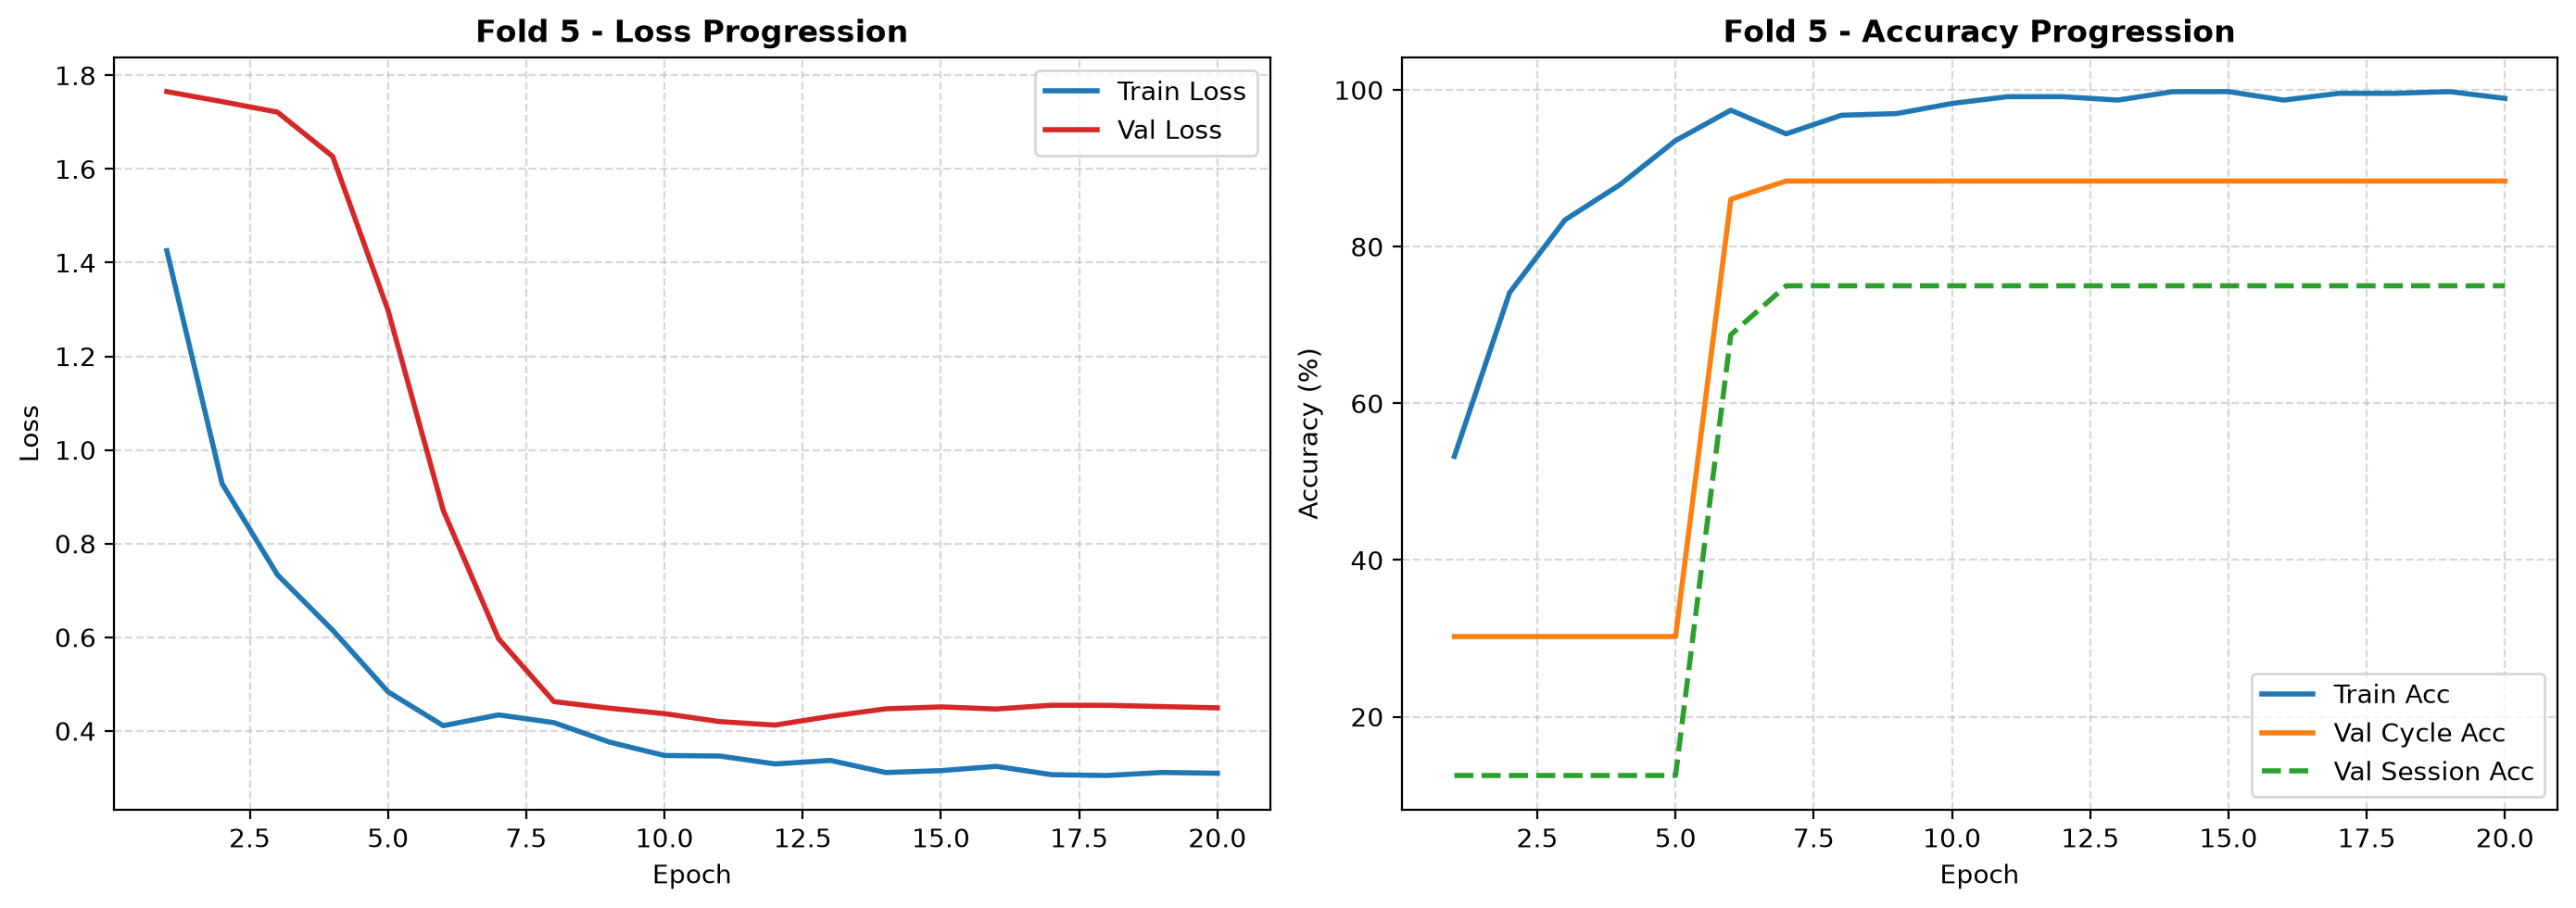 Fold 5 - Loss Progression
1.8
1.6
1.4
1.2
1.0
0.8
0.6
0.4
Loss
2.5 5.0 7.5 10.0 12.5 15.0 17.5 20.0
Epoch
Train Loss
Val Loss
Fold 5 - Accuracy Progression
100
80
60
40
20
Accuracy (%)
2.5 5.0 7.5 10.0 12.5 15.0 17.5 20.0
Epoch
Train Acc
Val Cycle Acc
Val Session Acc